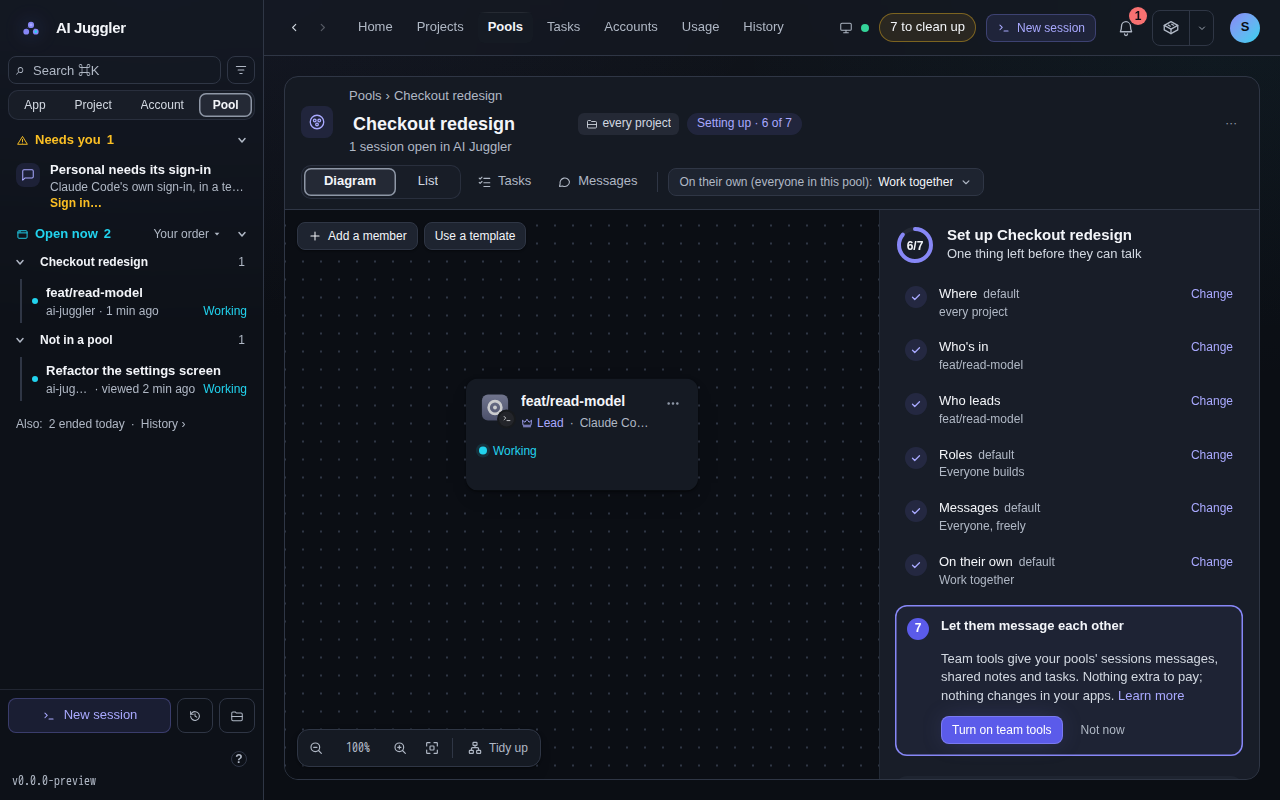 AI Juggler
Search ⌘K
App Project Account Pool
Needs you 1
Personal needs its sign-in
Claude Code's own sign-in, in a te…
Sign in…
Open now 2 Your order
Checkout redesign 1
feat/read-model
ai-juggler · 1 min ago Working
Not in a pool 1
Refactor the settings screen
ai-jug… · viewed 2 min ago Working
Also: 2 ended today · History ›
New session
?
v0.0.0-preview
Home Projects Pools Tasks Accounts Usage History
7 to clean up
New session
1
S
Pools › Checkout redesign
Checkout redesign
every project
Setting up · 6 of 7
1 session open in AI Juggler
Diagram List Tasks Messages
On their own (everyone in this pool): Work together
Add a member Use a template
feat/read-model
Lead · Claude Co…
Working
100%
Tidy up
6/7
Set up Checkout redesign
One thing left before they can talk
Where default Change
every project
Who's in Change
feat/read-model
Who leads Change
feat/read-model
Roles default Change
Everyone builds
Messages default Change
Everyone, freely
On their own default Change
Work together
7 Let them message each other
Team tools give your pools' sessions messages,
shared notes and tasks. Nothing extra to pay;
nothing changes in your apps. Learn more
Turn on team tools Not now